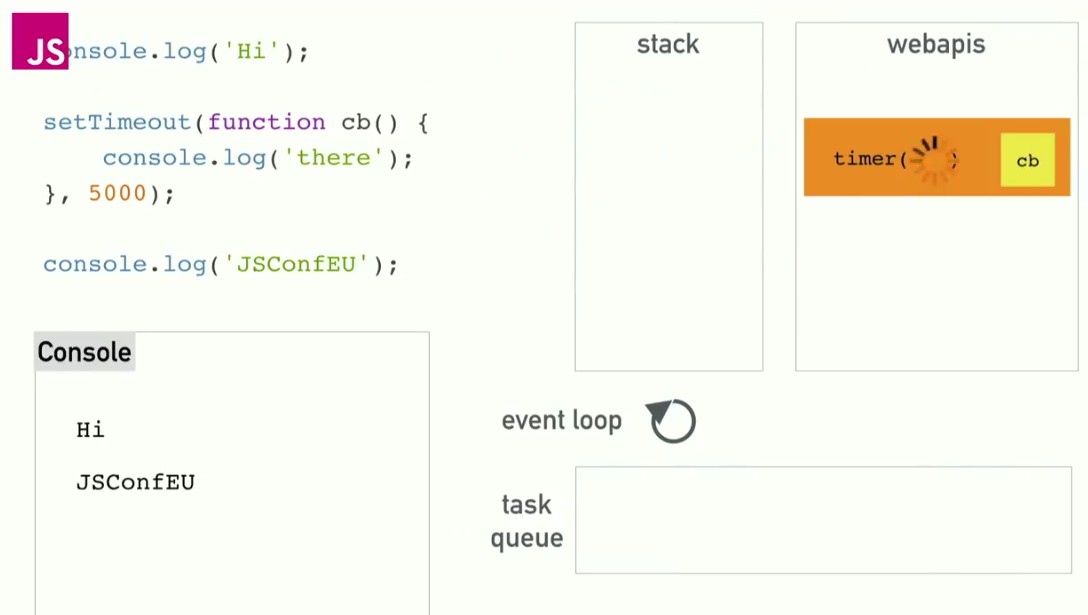 JS
onsole.log('Hi');
setTimeout(function cb() {
console.log('there');
}, 5000);
console.log('JSConfEU');
Console
Hi
JSConfEU
stack
webapis
timer( )
cb
event loop
task
queue